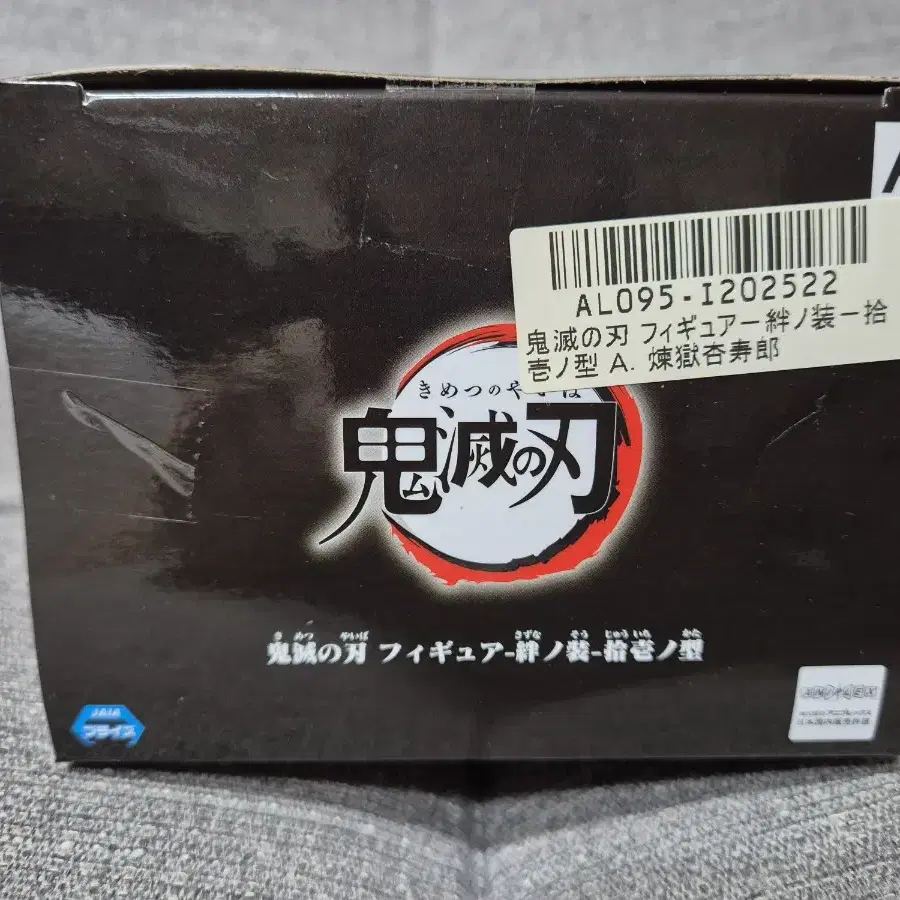 A
AL095-I202522
鬼滅の刃 フィギュアー絆ノ装ー拾
壱ノ型 A. 煉獄杏寿郎
きめつのやいば
鬼滅の刃
き めつ やいば きずな そう じゅう いち かた
鬼滅の刃 フィギュア-絆ノ装-拾壱ノ型
JAIA
プライズ
ANIPLEX